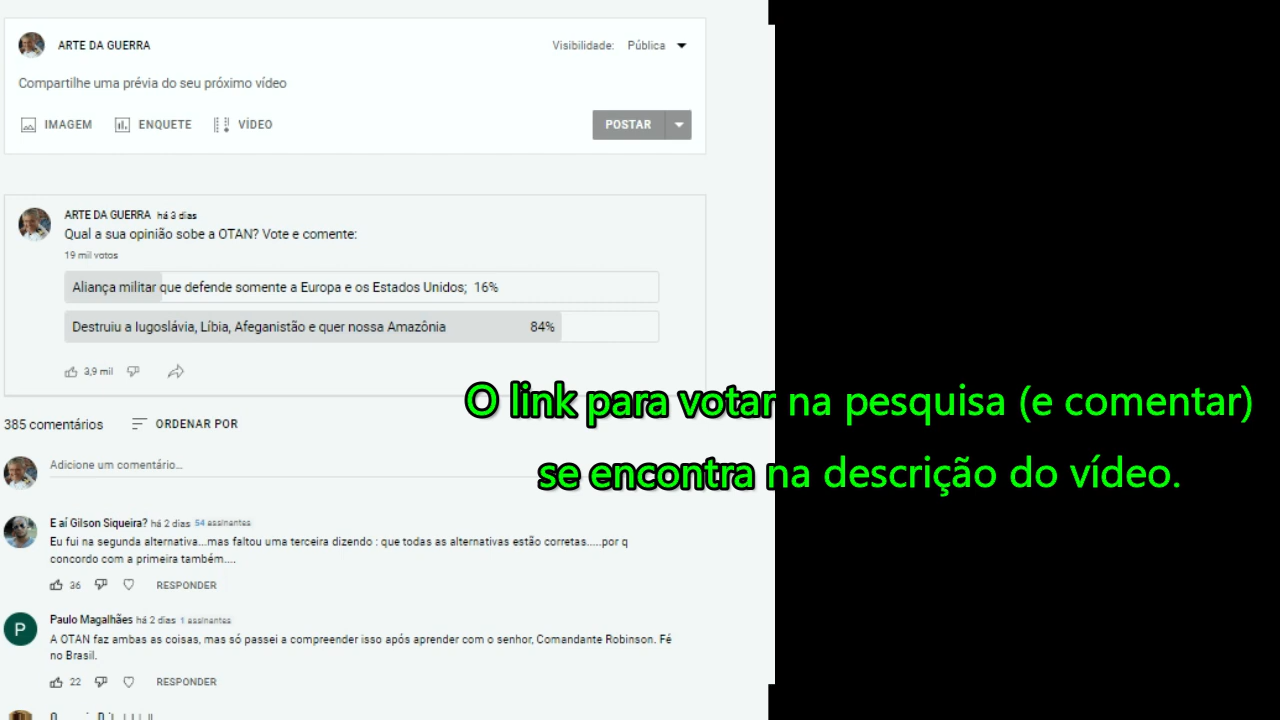 ARTE DA GUERRA
Visibilidade: Pública
Compartilhe uma prévia do seu próximo vídeo
IMAGEM ENQUETE VÍDEO POSTAR
ARTE DA GUERRA há 3 dias
Qual a sua opinião sobe a OTAN? Vote e comente:
19 mil votos
Aliança militar que defende somente a Europa e os Estados Unidos; 16%
Destruiu a Iugoslávia, Líbia, Afeganistão e quer nossa Amazônia 84%
3,9 mil
O link para votar na pesquisa (e comentar)
se encontra na descrição do vídeo.
385 comentários ORDENAR POR
Adicione um comentário...
E aí Gilson Siqueira? há 2 dias 54 assinantes
Eu fui na segunda alternativa...mas faltou uma terceira dizendo : que todas as alternativas estão corretas.....por q
concordo com a primeira também....
36 RESPONDER
P
Paulo Magalhães há 2 dias 1 assinantes
A OTAN faz ambas as coisas, mas só passei a compreender isso após aprender com o senhor, Comandante Robinson. Fé
no Brasil.
22 RESPONDER